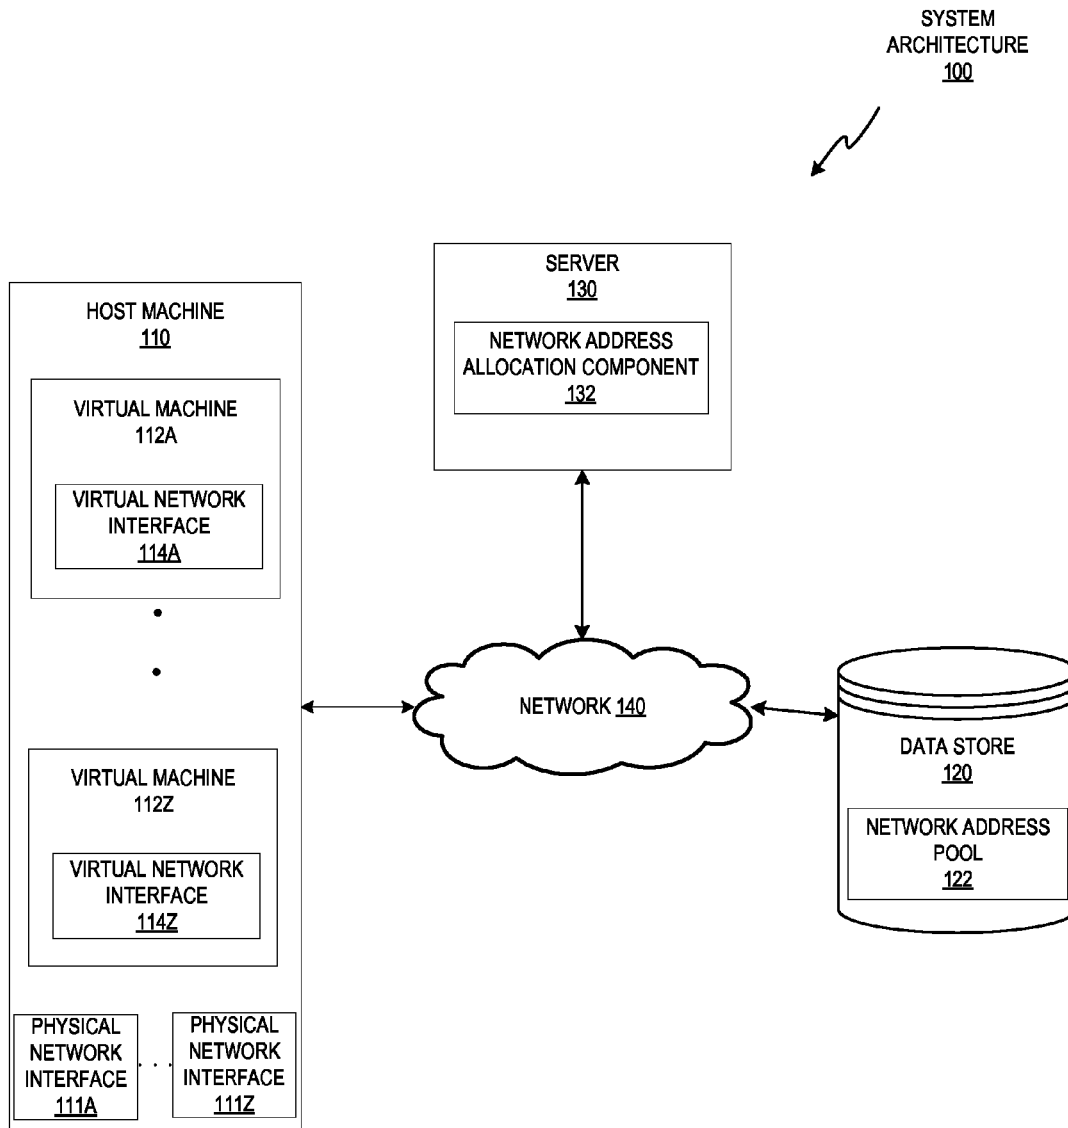 SYSTEM
ARCHITECTURE
100
SERVER
130
NETWORK ADDRESS
ALLOCATION COMPONENT
132
HOST MACHINE
110
VIRTUAL MACHINE
112A
VIRTUAL NETWORK
INTERFACE
114A
NETWORK 140
DATA STORE
120
NETWORK ADDRESS
POOL
122
VIRTUAL MACHINE
112Z
VIRTUAL NETWORK
INTERFACE
114Z
PHYSICAL
NETWORK
INTERFACE
111A
PHYSICAL
NETWORK
INTERFACE
111Z